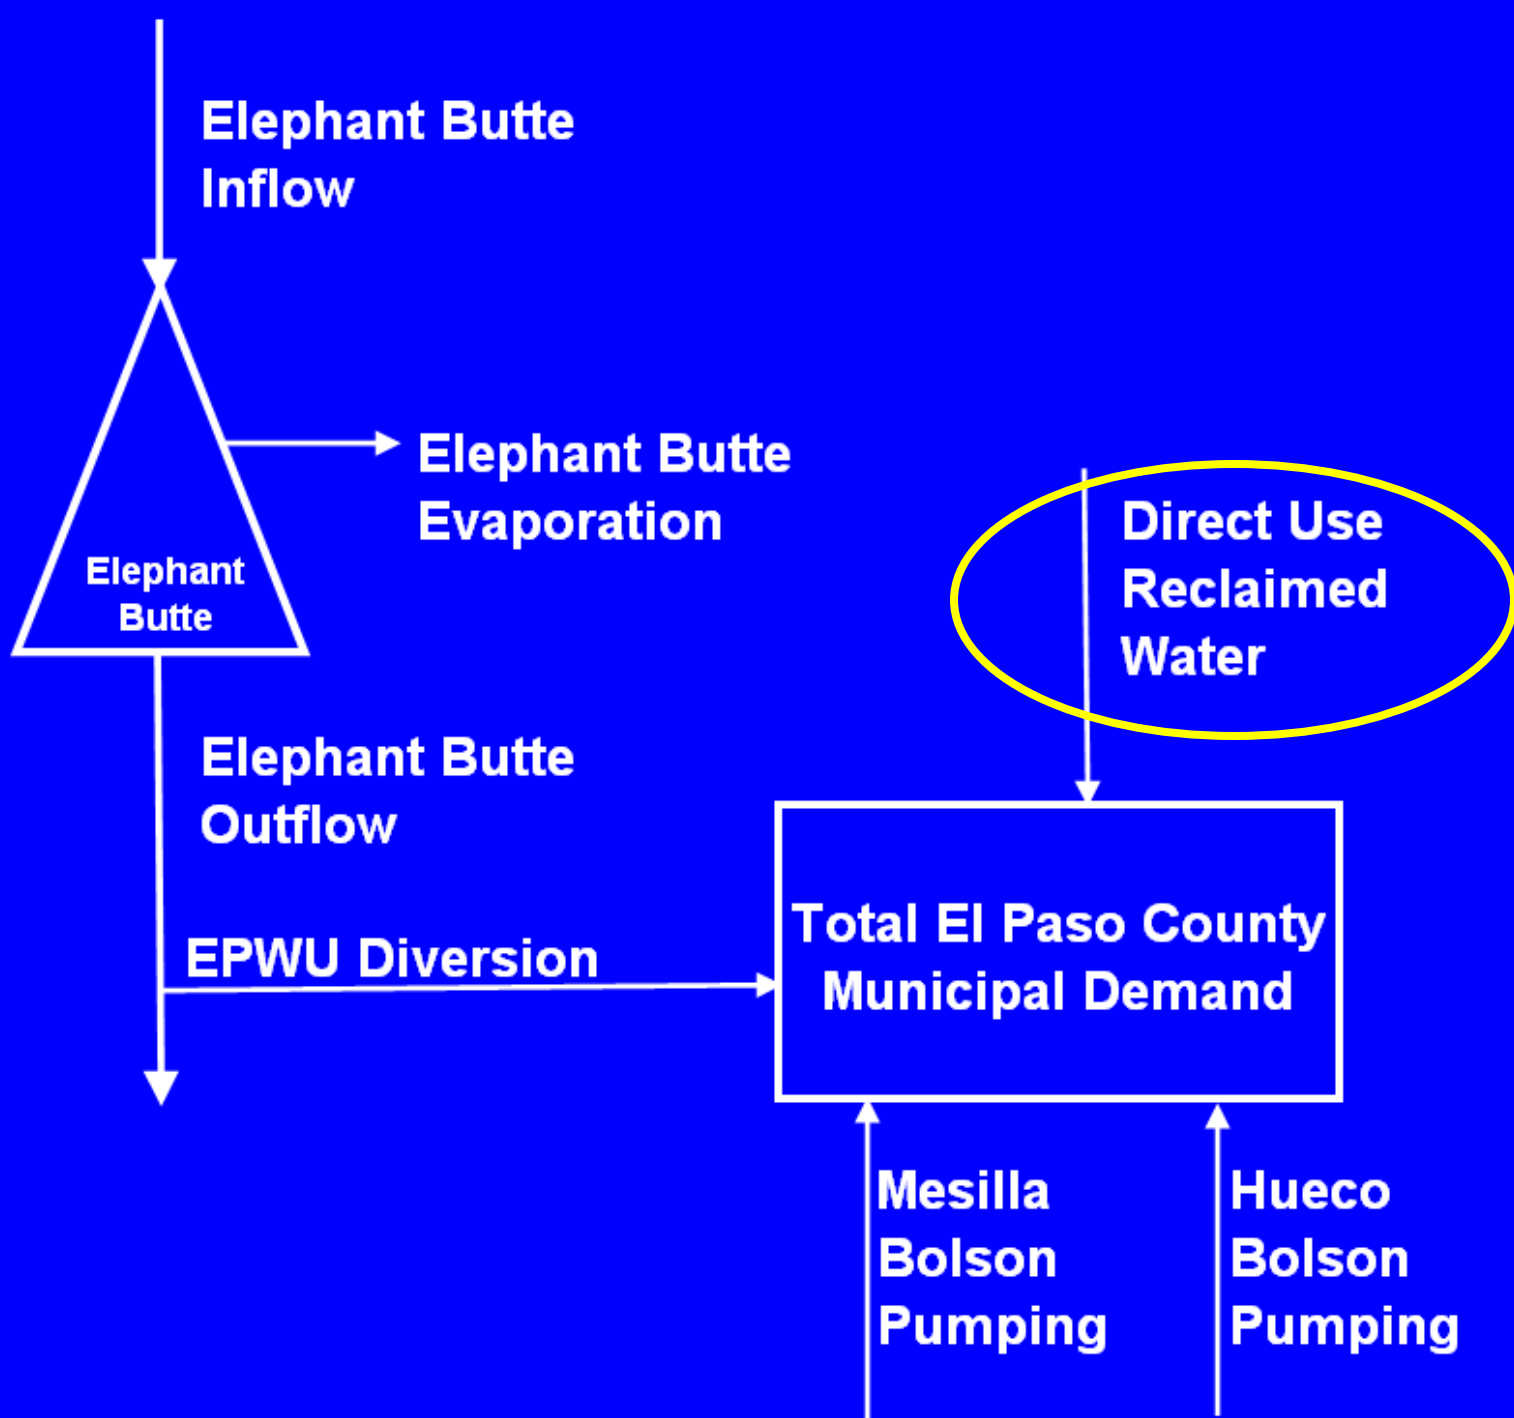 Elephant Butte
Inflow
Elephant Butte
Evaporation
Elephant
Butte
Direct Use
Reclaimed
Water
Elephant Butte
Outflow
EPWU Diversion
Total El Paso County
Municipal Demand
Mesilla
Bolson
Pumping
Hueco
Bolson
Pumping